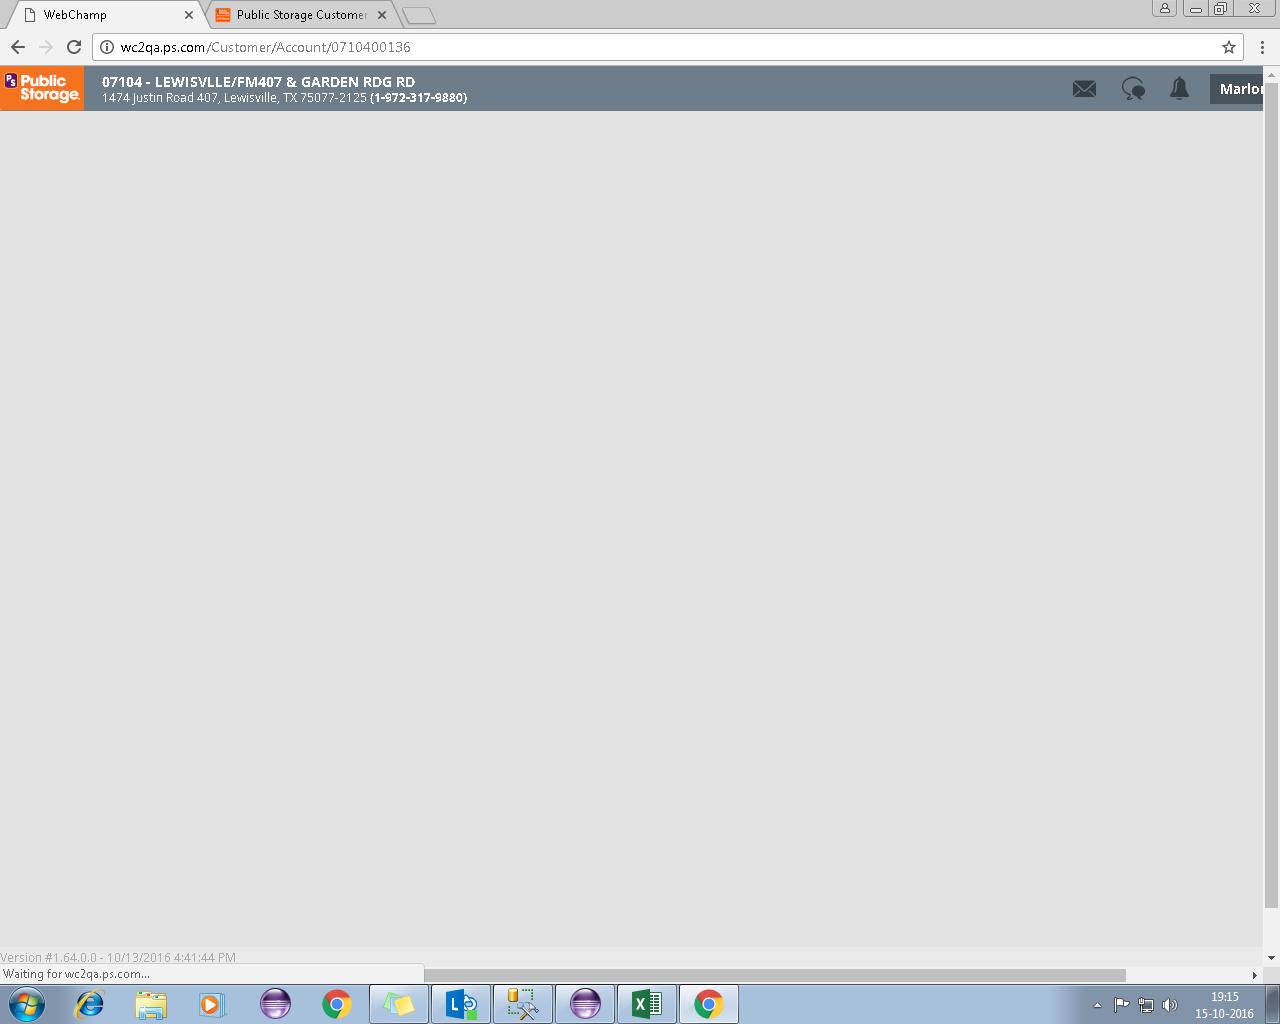 WebChamp
Public Storage Customer
wc2qa.ps.com/Customer/Account/0710400136
PS Public Storage
07104 - LEWISVLLE/FM407 & GARDEN RDG RD
1474 Justin Road 407, Lewisville, TX 75077-2125 (1-972-317-9880)
Marlon
Version #1.64.0.0 - 10/13/2016 4:41:44 PM
Waiting for wc2qa.ps.com...
19:15
15-10-2016